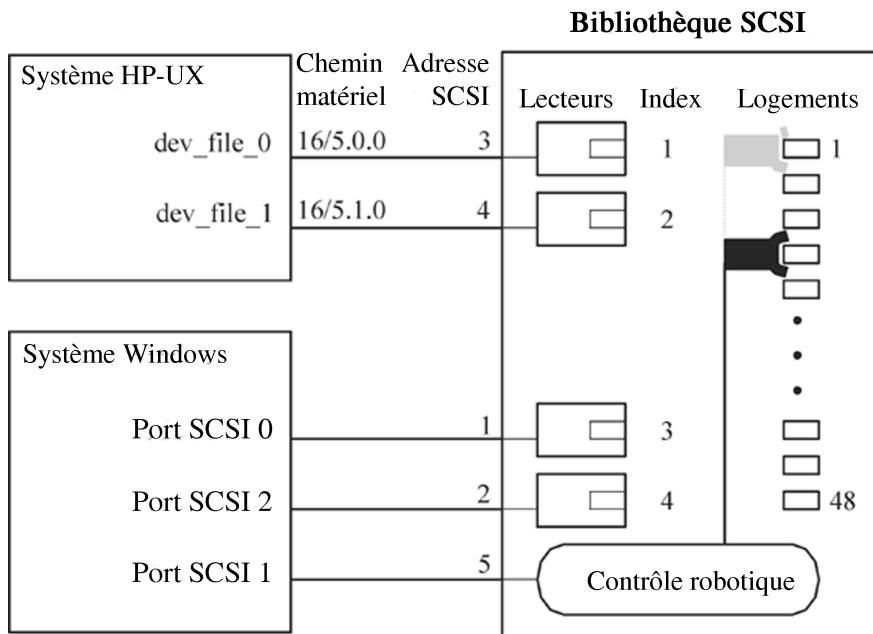 Bibliothèque SCSI
Système HP-UX
Chemin matériel
Adresse SCSI
Lecteurs
Index
Logements
dev_file_0
16/5.0.0
3
1
1
dev_file_1
16/5.1.0
4
2
Système Windows
Port SCSI 0
1
3
Port SCSI 2
2
4
48
Port SCSI 1
5
Contrôle robotique